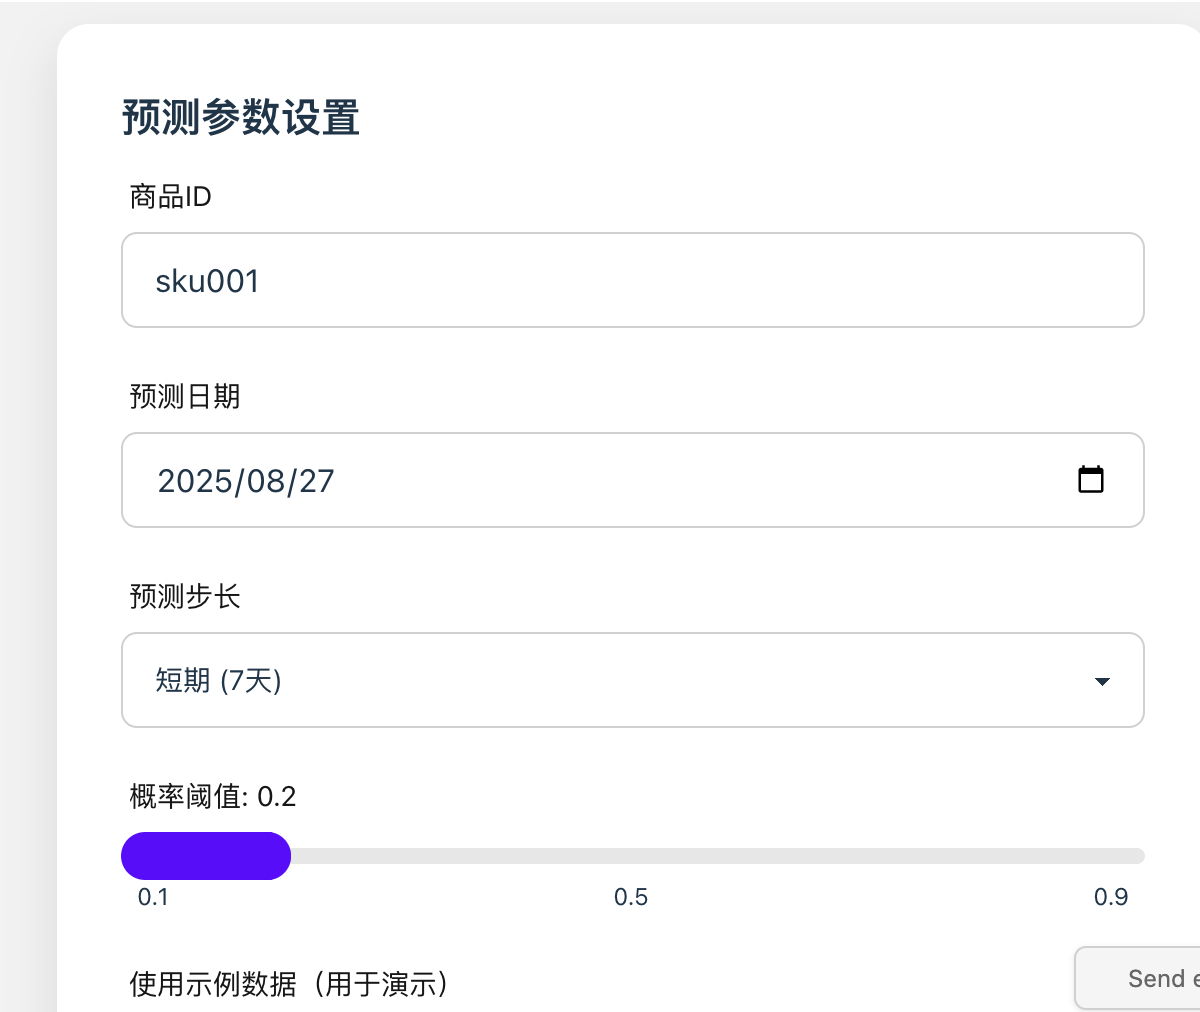 预测参数设置
商品ID
sku001
预测日期
2025/08/27
预测步长
短期 (7天)
概率阈值: 0.2
0.1 0.5 0.9
使用示例数据（用于演示）
Send